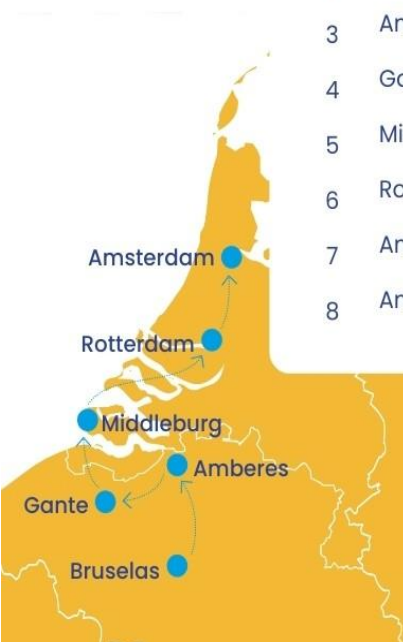 3
4
5
6
7
8
Amsterdam
Rotterdam
Middleburg
Amberes
Gante
Bruselas